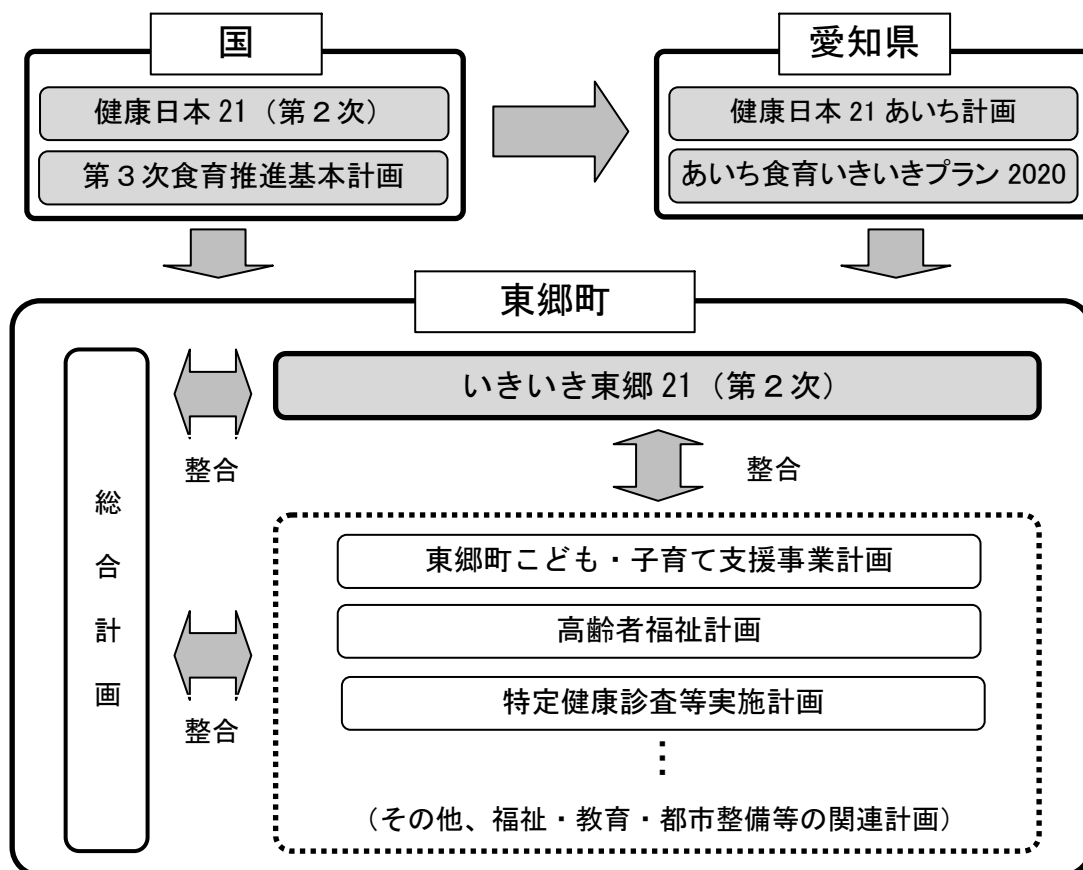 国
健康日本21（第２次）
第３次食育推進基本計画
愛知県
健康日本21あいち計画
あいち食育いきいきプラン2020
東郷町
総合計画
整合
いきいき東郷21（第２次）
整合
整合
東郷町こども・子育て支援事業計画
高齢者福祉計画
特定健康診査等実施計画
⋮
（その他、福祉・教育・都市整備等の関連計画）